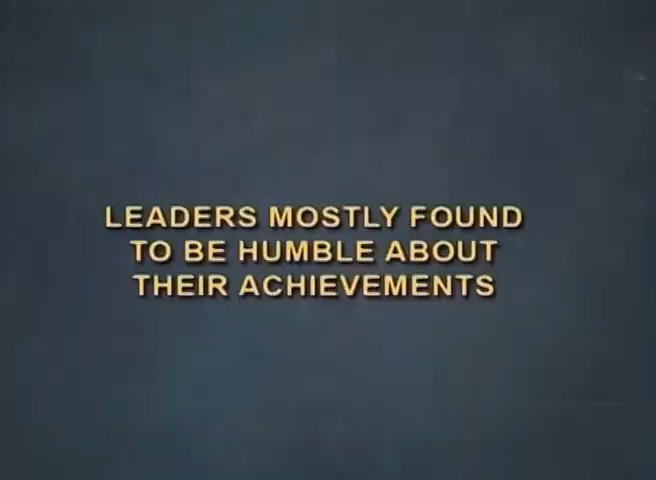 LEADERS MOSTLY FOUND
TO BE HUMBLE ABOUT
THEIR ACHIEVEMENTS